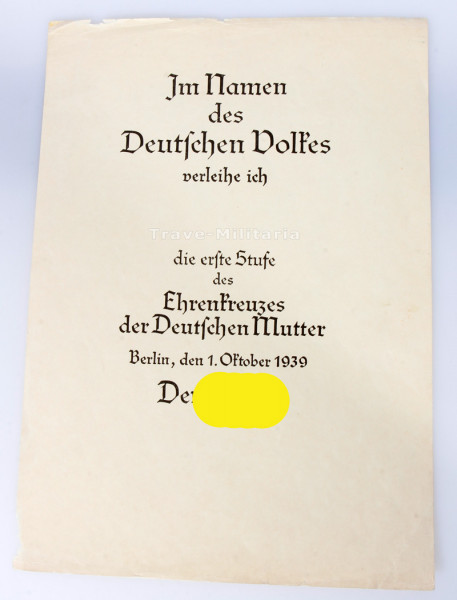 Im Namen
des
Deutschen Volkes
verleihe ich
Trave-Militaria
die erste Stufe
des
Ehrenkreuzes
der Deutschen Mutter
Berlin, den 1. Oktober 1939